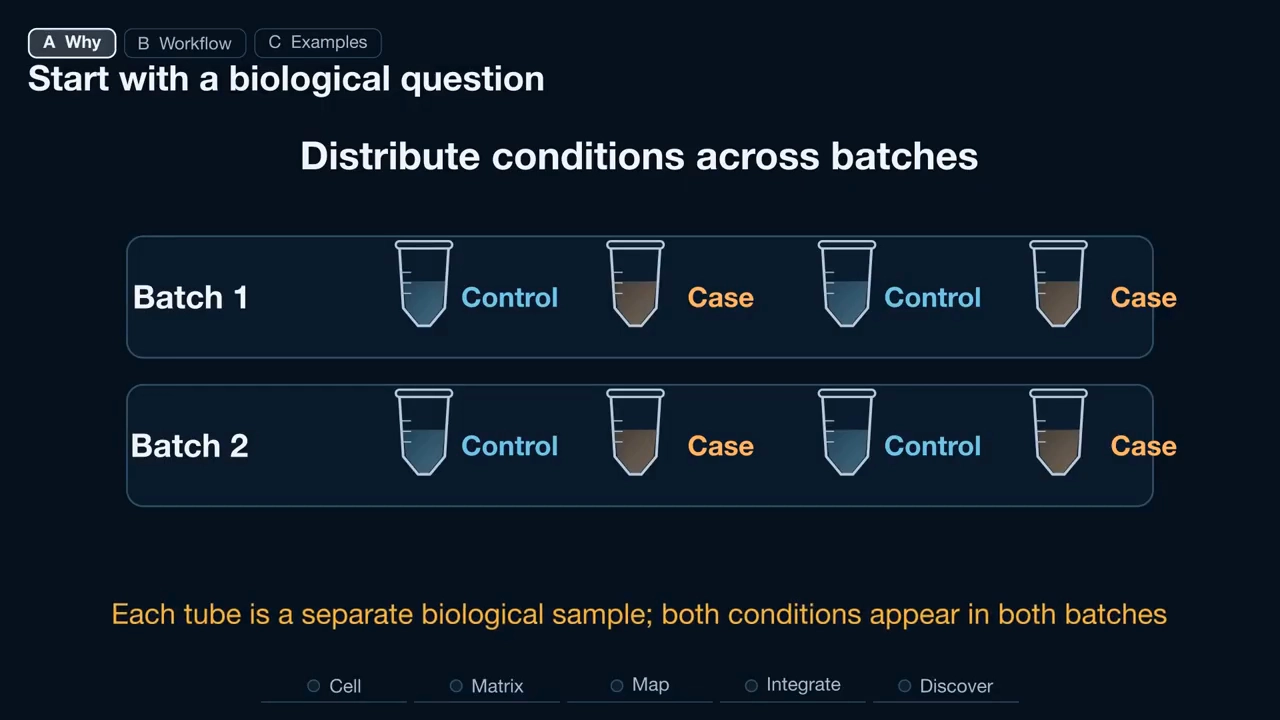 A Why B Workflow C Examples
Start with a biological question
Distribute conditions across batches
Batch 1 Control Case Control Case
Batch 2 Control Case Control Case
Each tube is a separate biological sample; both conditions appear in both batches
Cell Matrix Map Integrate Discover